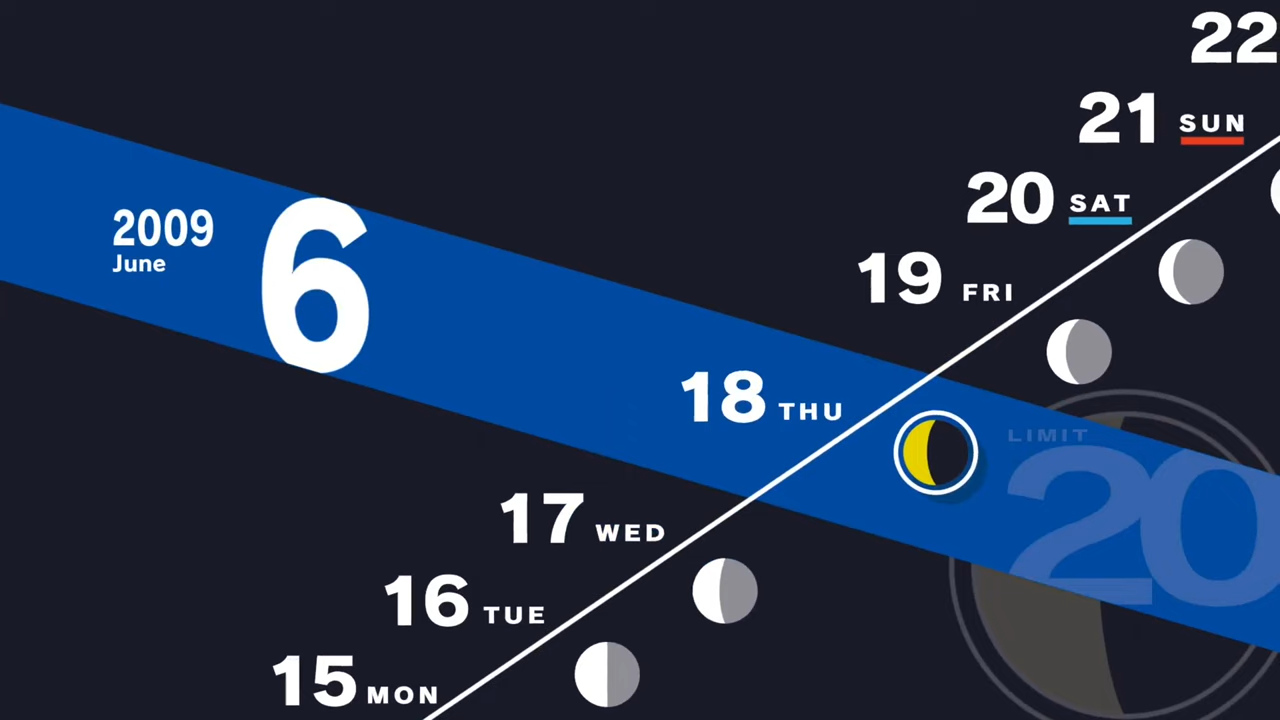 22
21 SUN
20 SAT
2009
June
6
19 FRI
18 THU
LIMIT
20
17 WED
16 TUE
15 MON